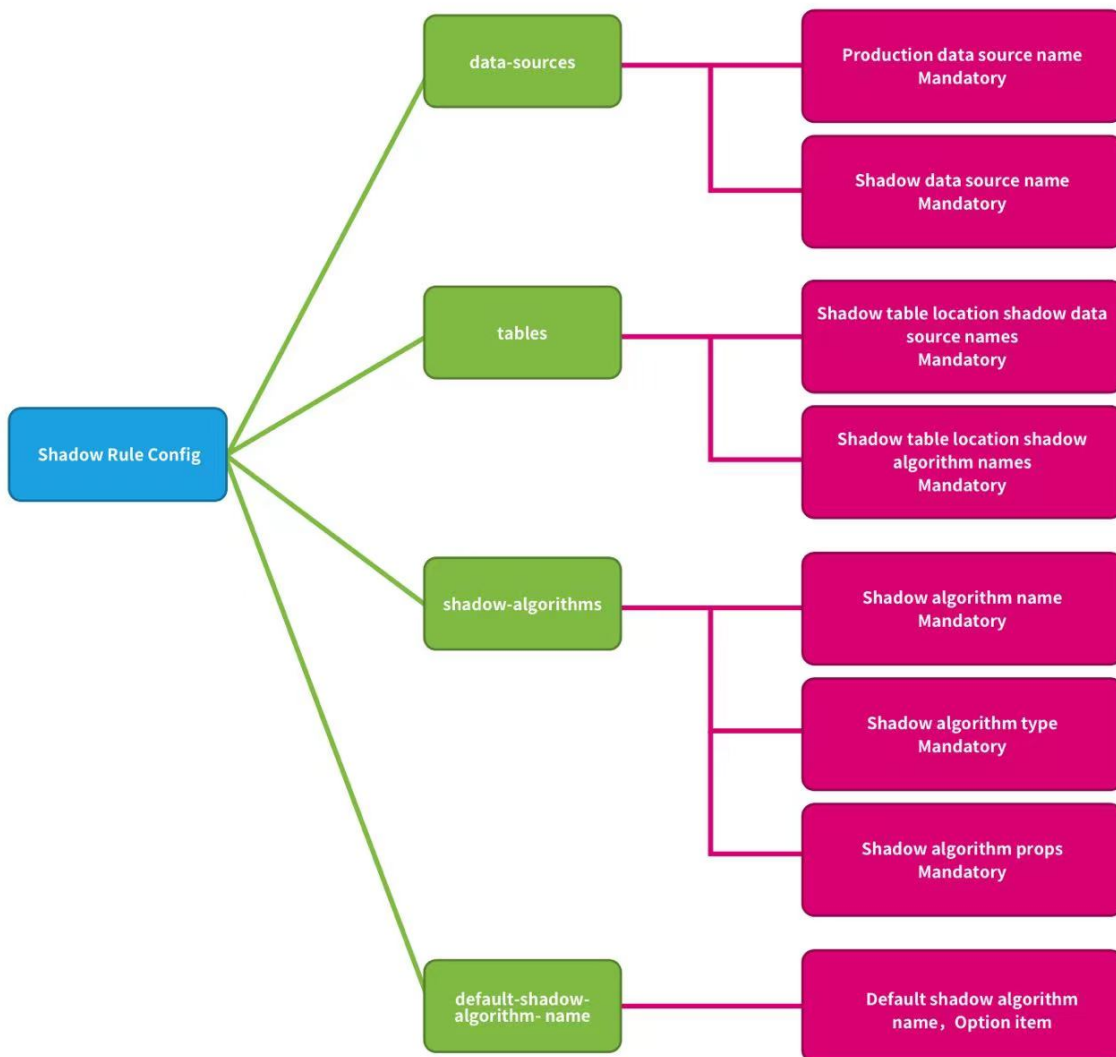 Shadow Rule Config
data-sources
Production data source name
Mandatory
Shadow data source name
Mandatory
tables
Shadow table location shadow data
source names
Mandatory
Shadow table location shadow
algorithm names
Mandatory
shadow-algorithms
Shadow algorithm name
Mandatory
Shadow algorithm type
Mandatory
Shadow algorithm props
Mandatory
default-shadow-
algorithm- name
Default shadow algorithm
name，Option item